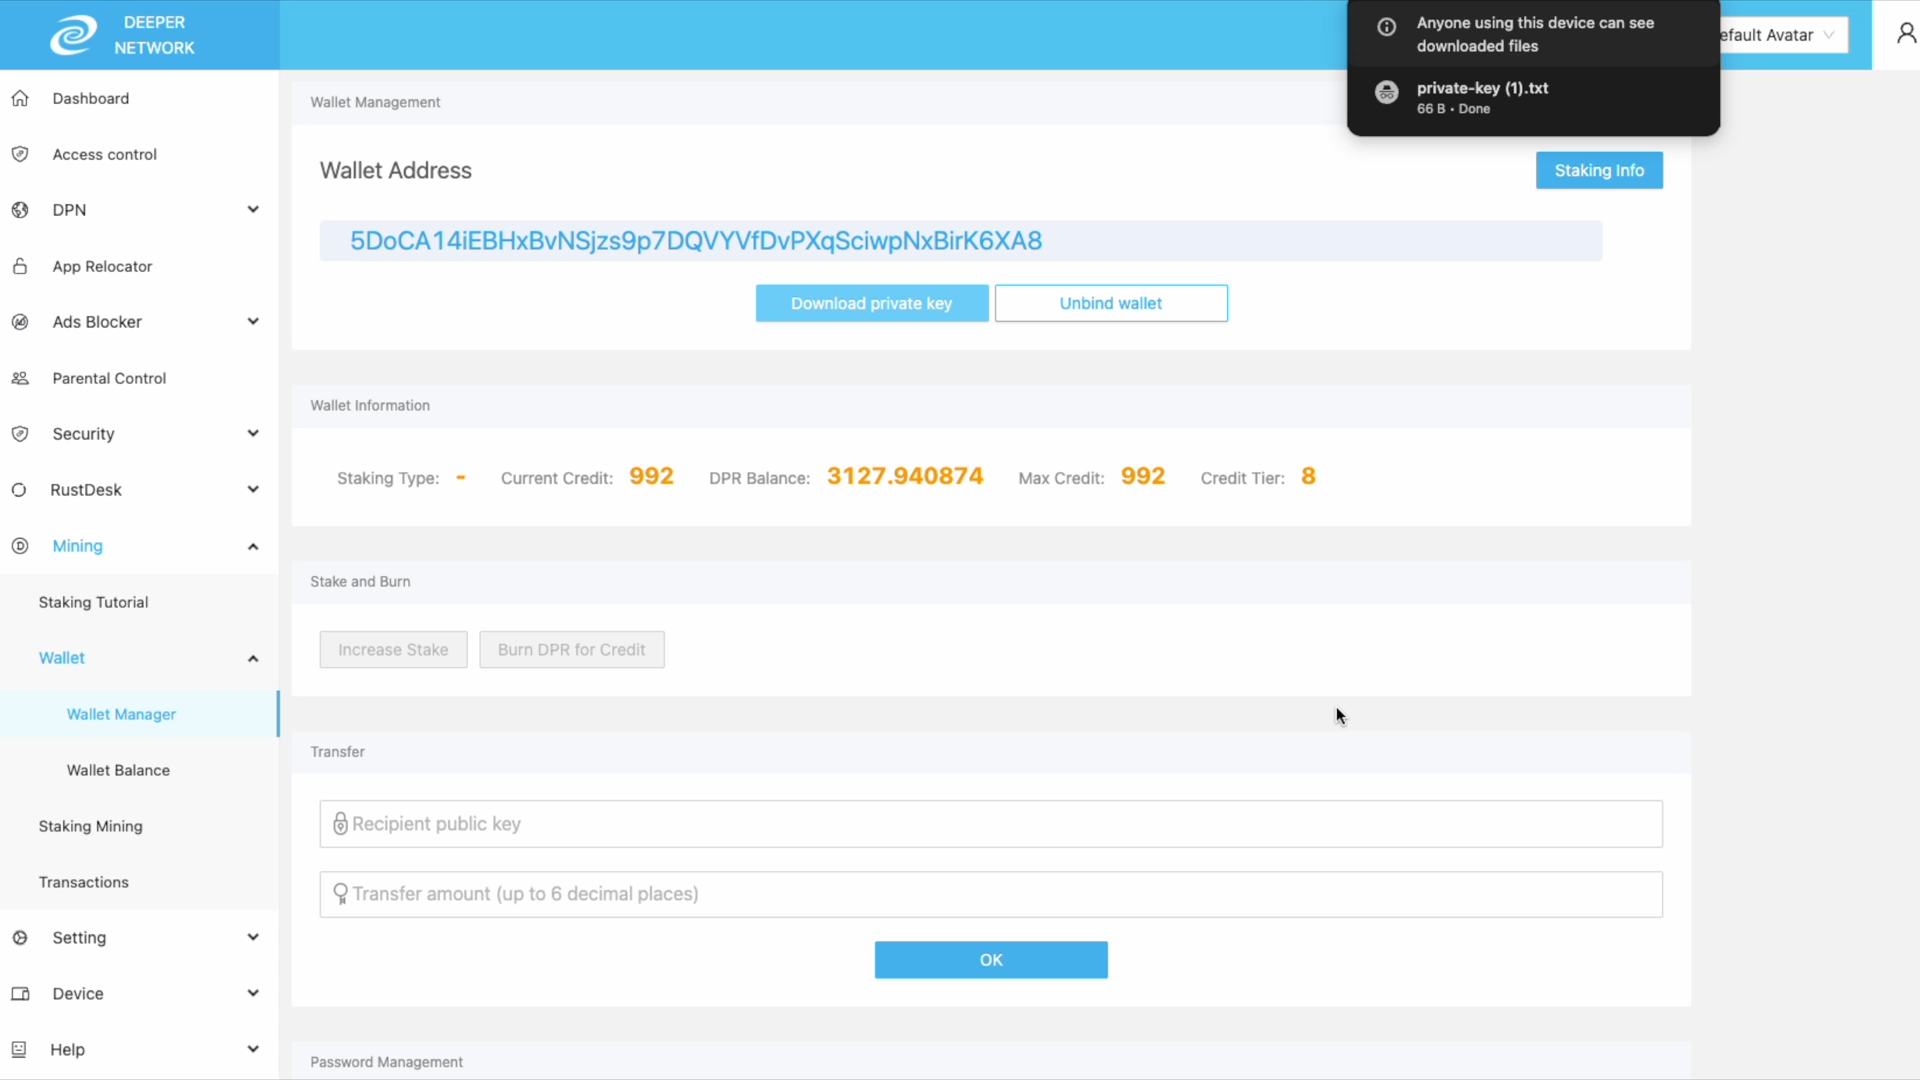 DEEPER
NETWORK
Anyone using this device can see
downloaded files
private-key (1).txt
66 B • Done
efault Avatar
Dashboard
Access control
DPN
App Relocator
Ads Blocker
Parental Control
Security
RustDesk
Mining
Staking Tutorial
Wallet
Wallet Manager
Wallet Balance
Staking Mining
Transactions
Setting
Device
Help
Wallet Management
Wallet Address
Staking Info
5DoCA14iEBHxBvNSjzs9p7DQVYVfDvPXqSciwpNxBirK6XA8
Download private key
Unbind wallet
Wallet Information
Staking Type: - Current Credit: 992 DPR Balance: 3127.940874 Max Credit: 992 Credit Tier: 8
Stake and Burn
Increase Stake
Burn DPR for Credit
Transfer
Recipient public key
Transfer amount (up to 6 decimal places)
OK
Password Management